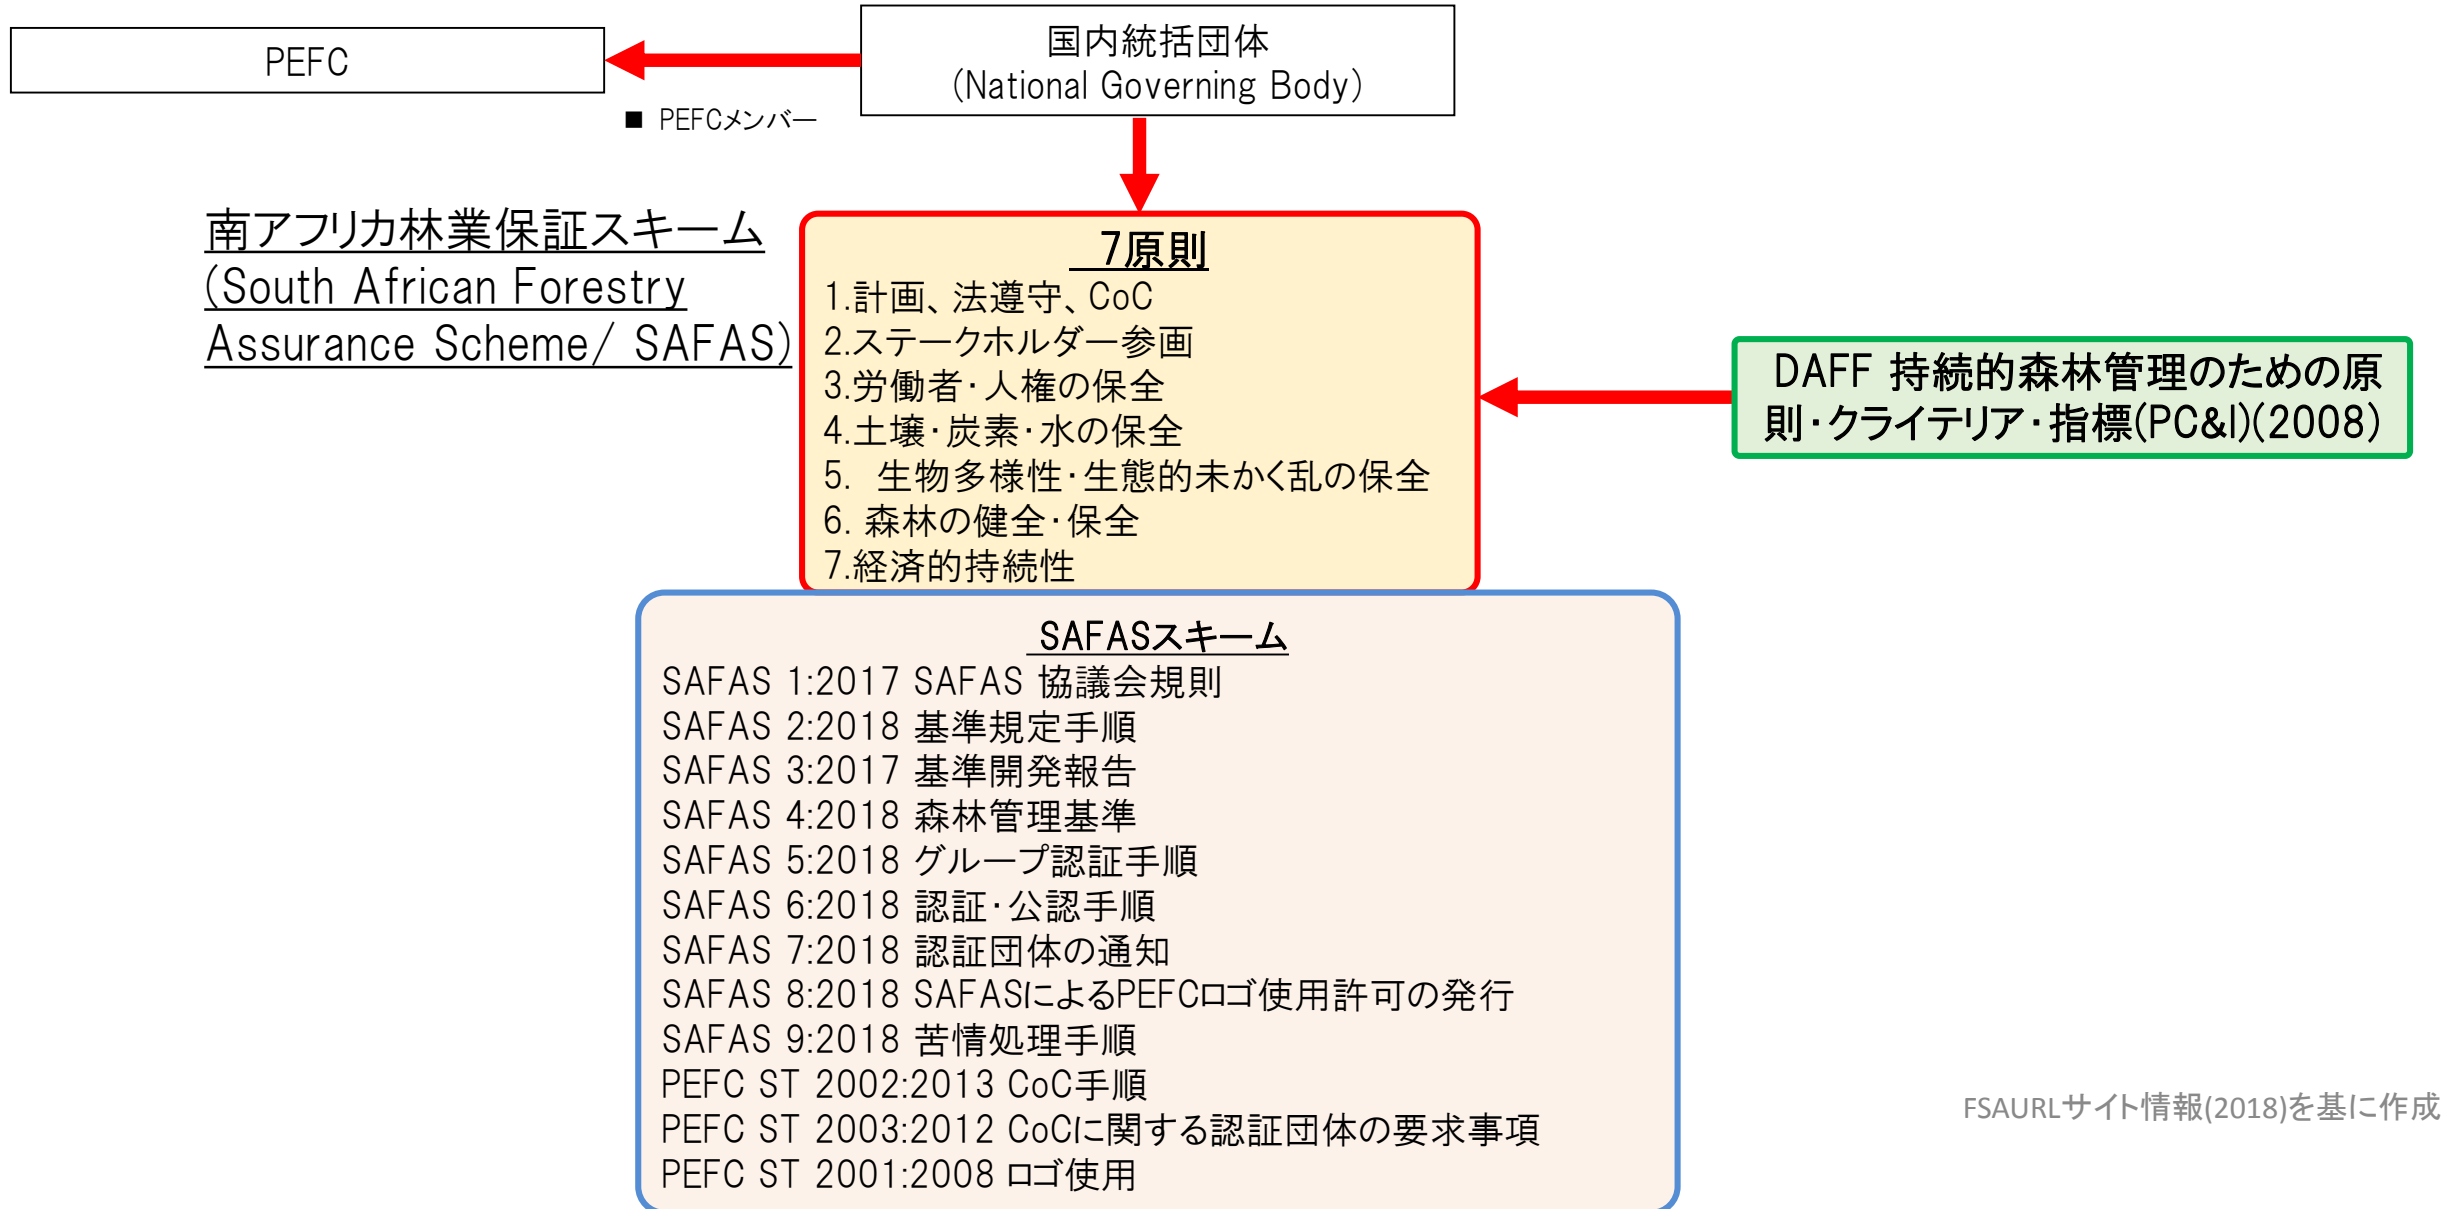 PEFC
国内統括団体
(National Governing Body)
■ PEFCメンバー
南アフリカ林業保証スキーム
(South African Forestry
Assurance Scheme/ SAFAS)
7原則
1.計画、法遵守、CoC
2.ステークホルダー参画
3.労働者・人権の保全
4.土壌・炭素・水の保全
5. 生物多様性・生態的未かく乱の保全
6. 森林の健全・保全
7.経済的持続性
DAFF 持続的森林管理のための原
則・クライテリア・指標(PC&I)(2008)
SAFASスキーム
SAFAS 1:2017 SAFAS 協議会規則
SAFAS 2:2018 基準規定手順
SAFAS 3:2017 基準開発報告
SAFAS 4:2018 森林管理基準
SAFAS 5:2018 グループ認証手順
SAFAS 6:2018 認証・公認手順
SAFAS 7:2018 認証団体の通知
SAFAS 8:2018 SAFASによるPEFCロゴ使用許可の発行
SAFAS 9:2018 苦情処理手順
PEFC ST 2002:2013 CoC手順
PEFC ST 2003:2012 CoCに関する認証団体の要求事項
PEFC ST 2001:2008 ロゴ使用
FSAURLサイト情報(2018)を基に作成